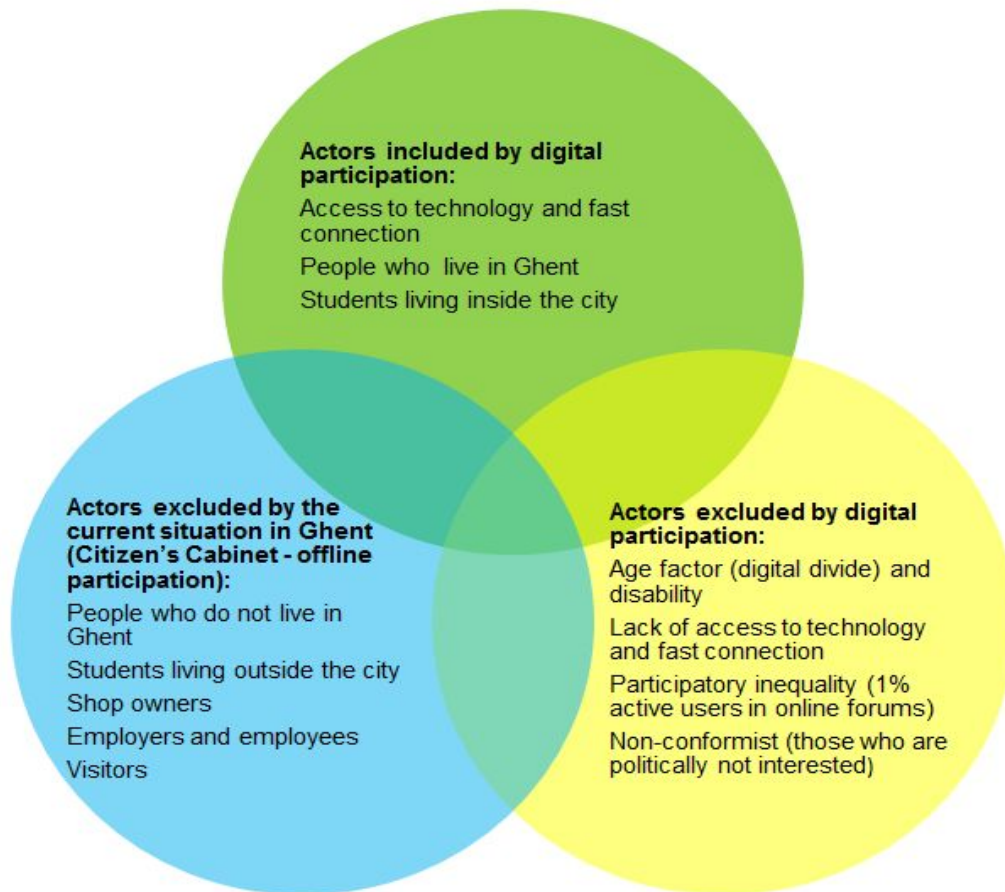 Actors included by digital
participation:
Access to technology and fast
connection
People who live in Ghent
Students living inside the city
Actors excluded by the
current situation in Ghent
(Citizen's Cabinet - offline
participation):
People who do not live in
Ghent
Students living outside the city
Shop owners
Employers and employees
Visitors
Actors excluded by digital
participation:
Age factor (digital divide) and
disability
Lack of access to technology
and fast connection
Participatory inequality (1%
active users in online forums)
Non-conformist (those who are
politically not interested)